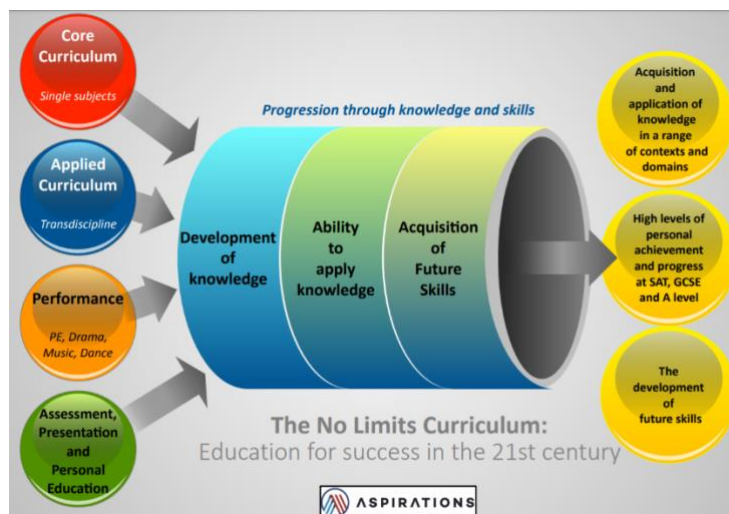 Core
Curriculum
Single subjects
Applied
Curriculum
Transdiscipline
Performance
PE, Drama,
Music, Dance
Assessment,
Presentation
and
Personal
Education
Progression through knowledge and skills
Development
of
knowledge
Ability
to
apply
knowledge
Acquisition
of
Future
Skills
Acquisition
and
application of
knowledge
in a range
of contexts and
domains
High levels of
personal
achievement
and progress
at SAT, GCSE
and A level
The
development
of
future skills
The No Limits Curriculum:
Education for success in the 21st century
ASPIRATIONS